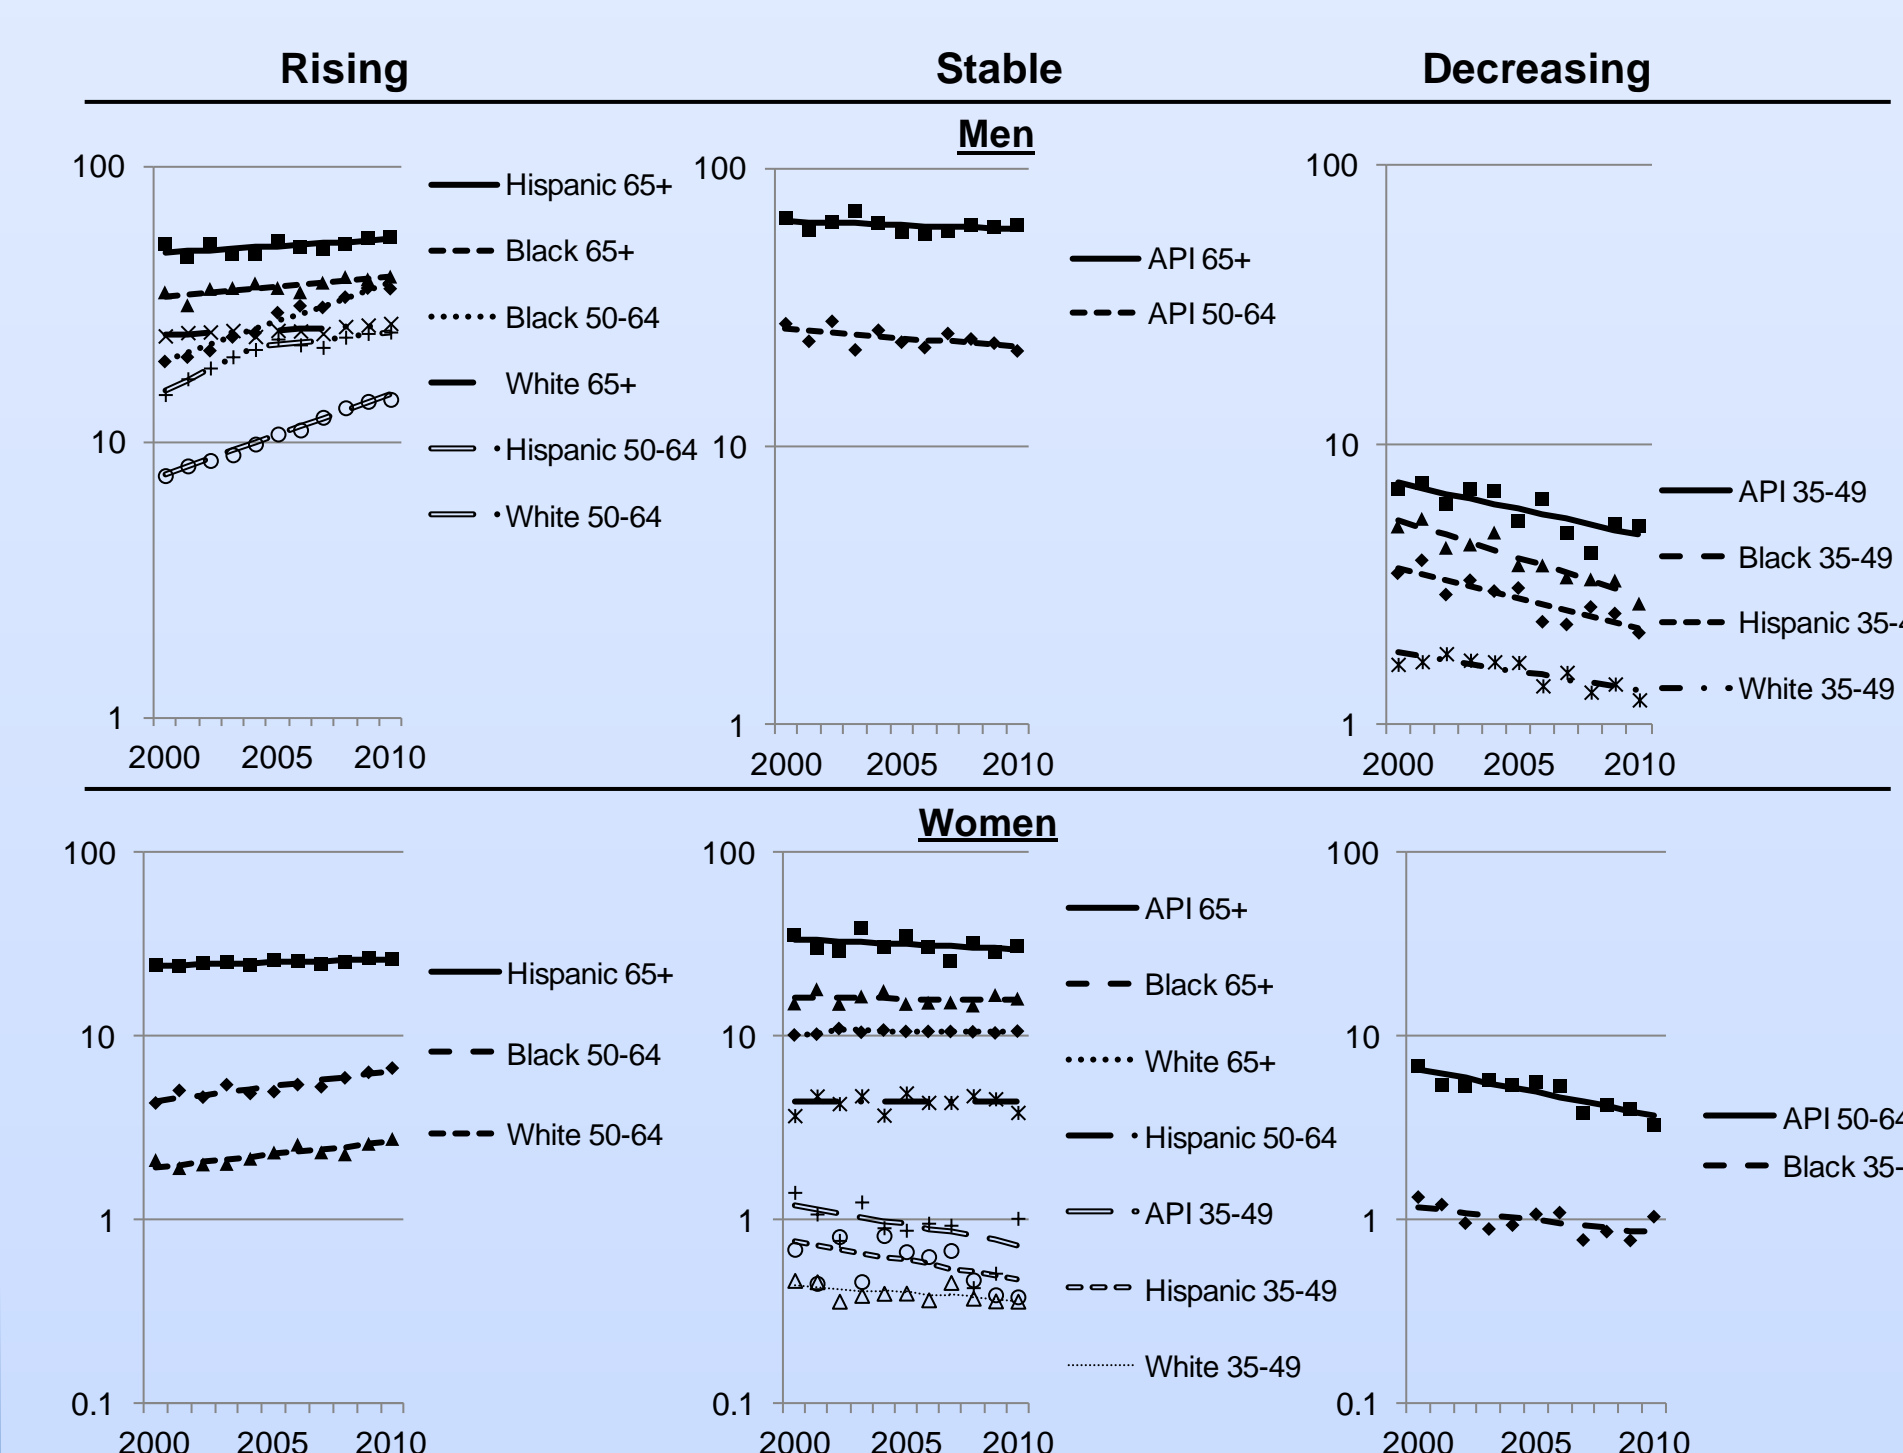 Rising Stable Decreasing
Men
100
10
1
2000 2005 2010
Hispanic 65+
Black 65+
Black 50-64
White 65+
Hispanic 50-64
White 50-64
100
10
1
2000 2005 2010
API 65+
API 50-64
100
10
1
2000 2005 2010
API 35-49
Black 35-49
Hispanic 35-4
White 35-49
Women
100
10
1
0.1
2000 2005 2010
Hispanic 65+
Black 50-64
White 50-64
100
10
1
0.1
2000 2005 2010
API 65+
Black 65+
White 65+
Hispanic 50-64
API 35-49
Hispanic 35-49
White 35-49
100
10
1
0.1
2000 2005 2010
API 50-64
Black 35-